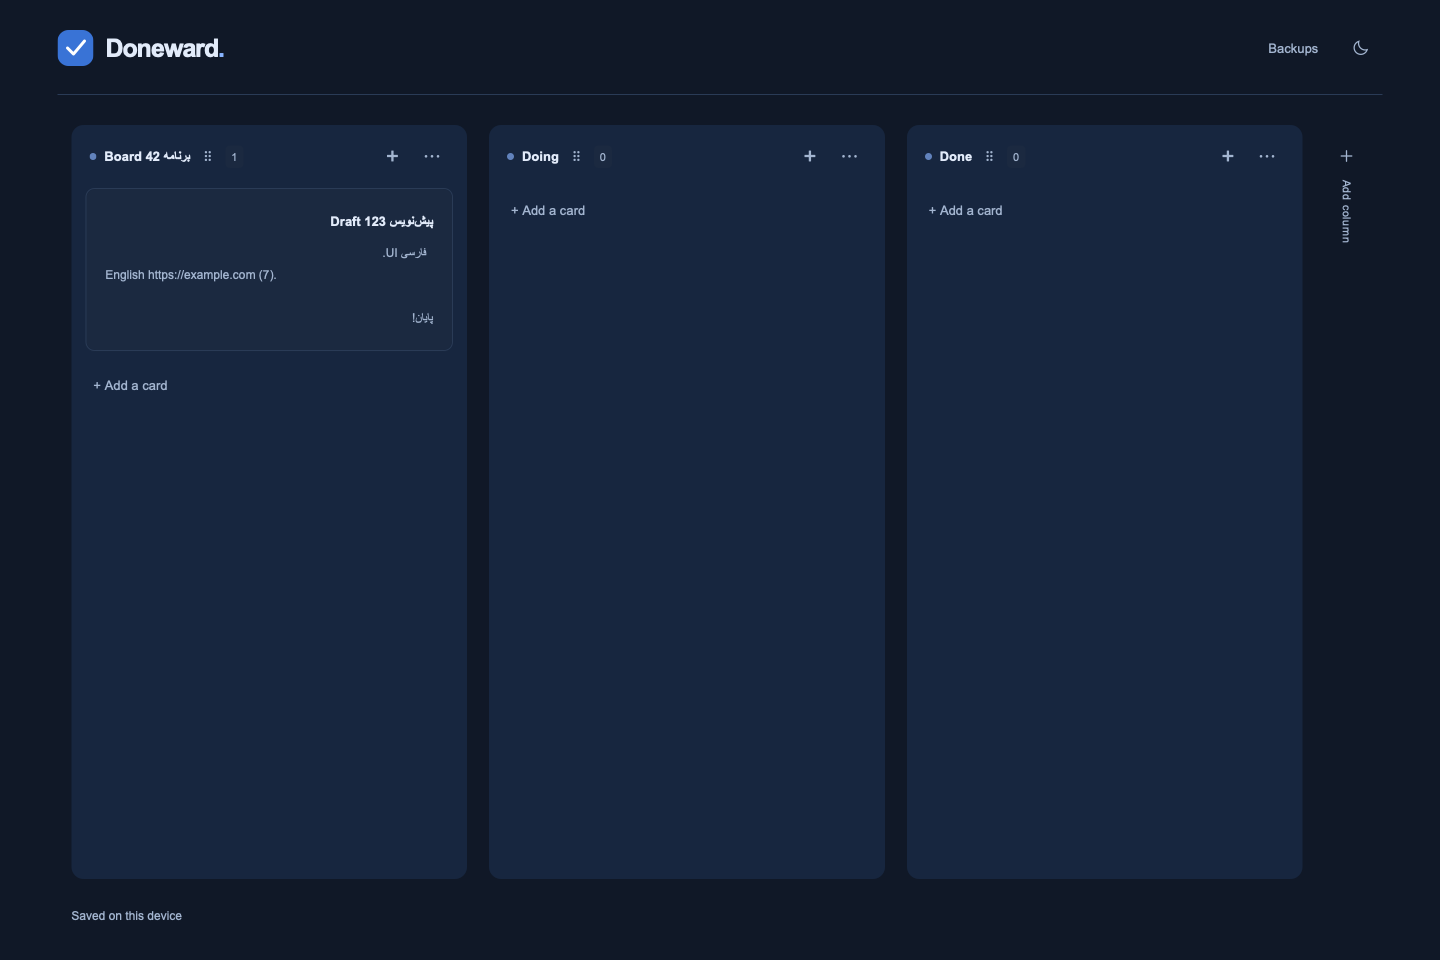 Doneward.
Backups
برنامه Board 42
1
پیش‌نویس Draft 123
فارسی UI.
English https://example.com (7).
پایان!
+ Add a card
Doing
0
+ Add a card
Done
0
+ Add a card
Add column
Saved on this device